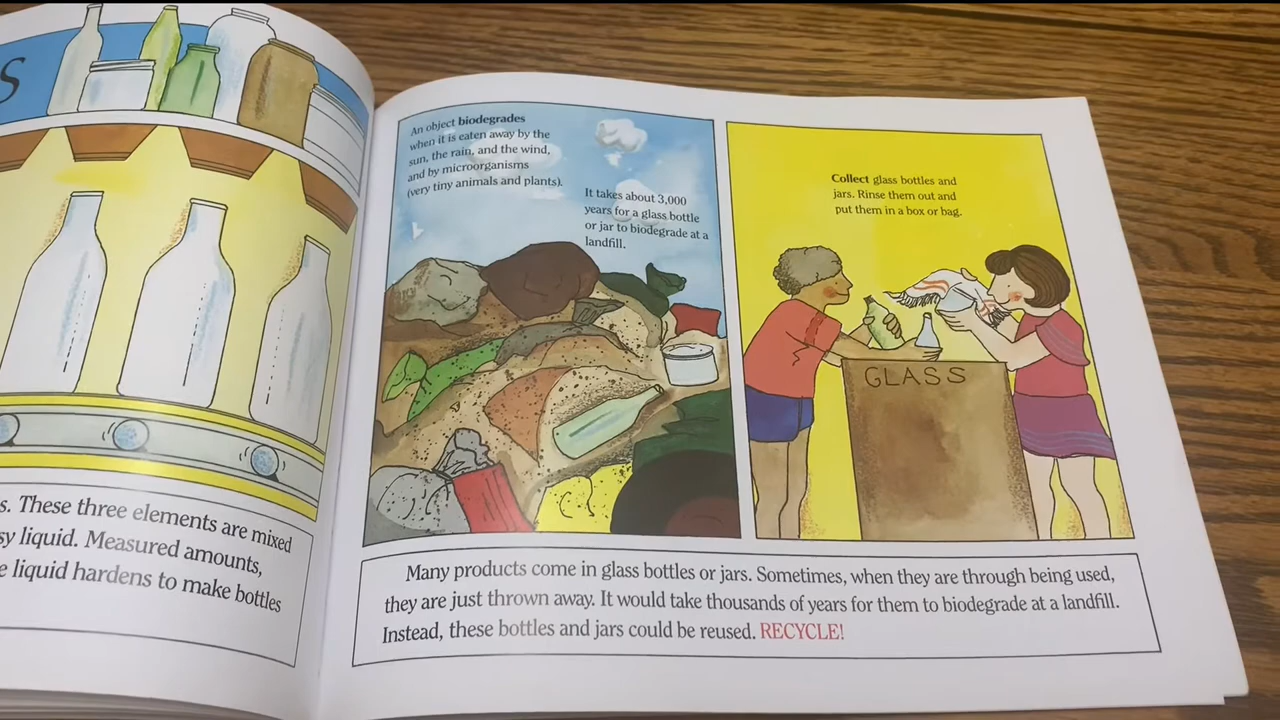 S
s. These three elements are mixed
sy liquid. Measured amounts,
e liquid hardens to make bottles
An object biodegrades
when it is eaten away by the
sun, the rain, and the wind,
and by microorganisms
(very tiny animals and plants).
It takes about 3,000
years for a glass bottle
or jar to biodegrade at a
landfill.
Collect glass bottles and
jars. Rinse them out and
put them in a box or bag.
GLASS
Many products come in glass bottles or jars. Sometimes, when they are through being used,
they are just thrown away. It would take thousands of years for them to biodegrade at a landfill.
Instead, these bottles and jars could be reused. RECYCLE!